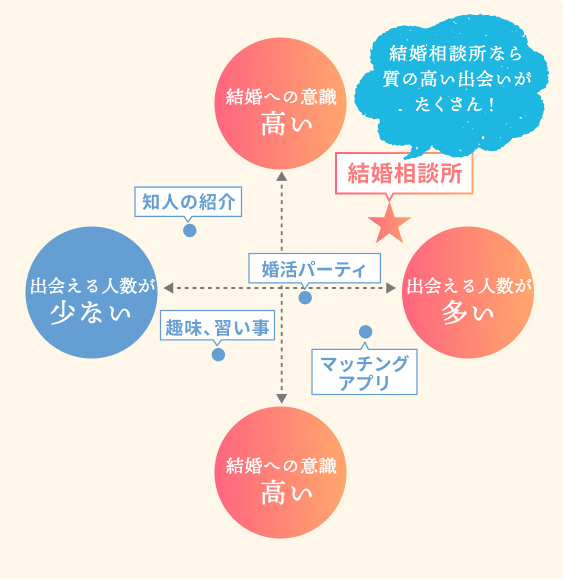 結婚相談所なら
質の高い出会いが
たくさん！
結婚への意識
高い
結婚相談所
知人の紹介
婚活パーティ
出会える人数が
少ない
出会える人数が
多い
趣味、習い事
マッチング
アプリ
結婚への意識
高い